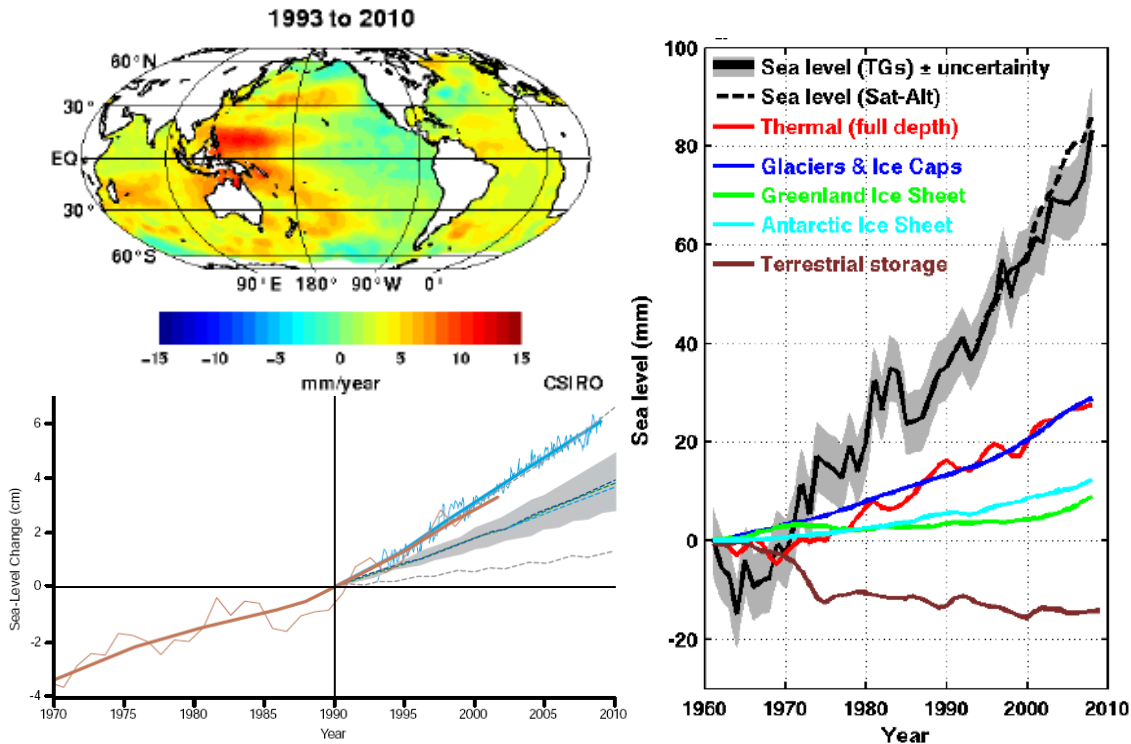 1993 to 2010
60°N
30°
EQ
30°
60°S
90°E 180° 90°W 0°
-15 -10 -5 0 5 10 15
mm/year CSIRO
Sea-Level Change (cm)
6
4
2
0
-2
-4
1970 1975 1980 1985 1990 1995 2000 2005 2010
Year
Sea level (mm)
100
80
60
40
20
0
-20
Sea level (TGs) ± uncertainty
Sea level (Sat-Alt)
Thermal (full depth)
Glaciers & Ice Caps
Greenland Ice Sheet
Antarctic Ice Sheet
Terrestrial storage
1960 1970 1980 1990 2000 2010
Year